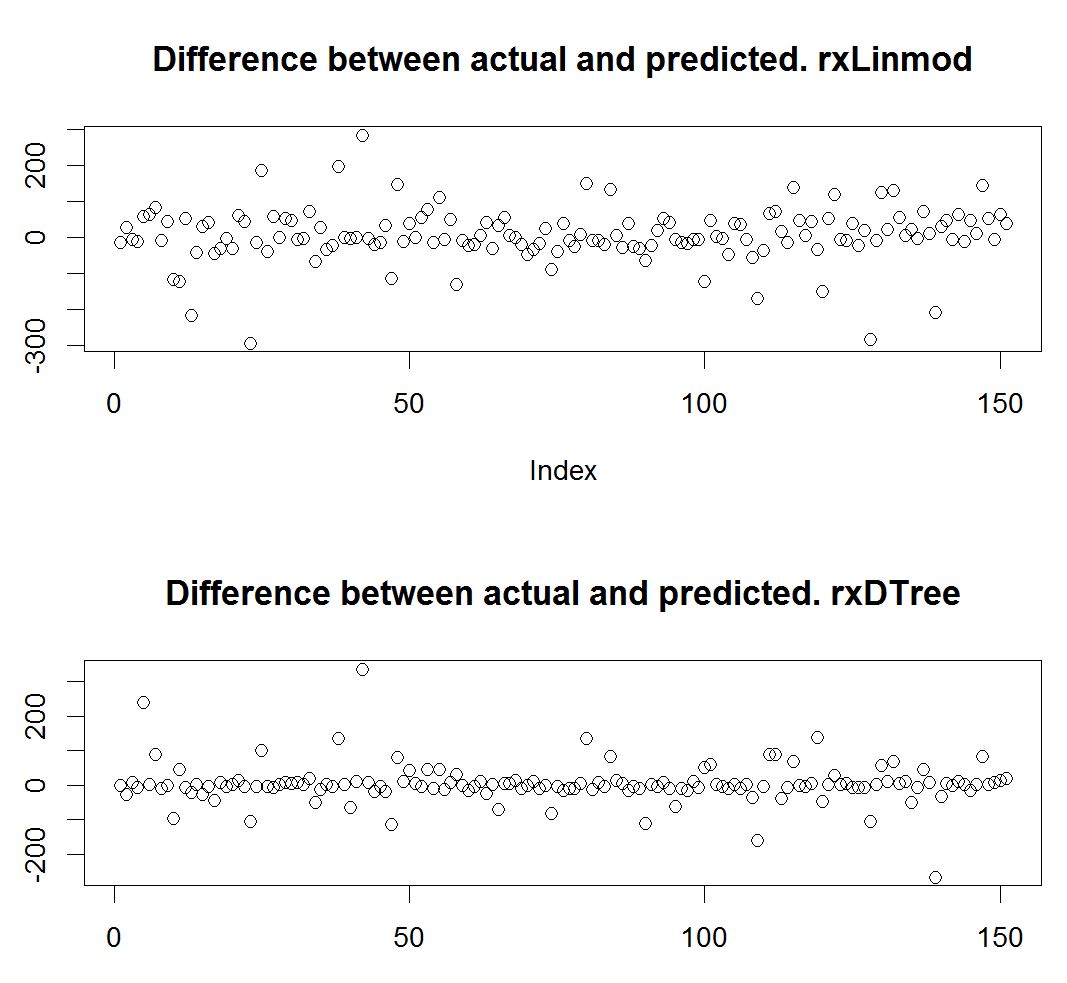 Difference between actual and predicted. rxLinmod
200
0
-300
0 50 100 150
Index
Difference between actual and predicted. rxDTree
200
0
-200
0 50 100 150